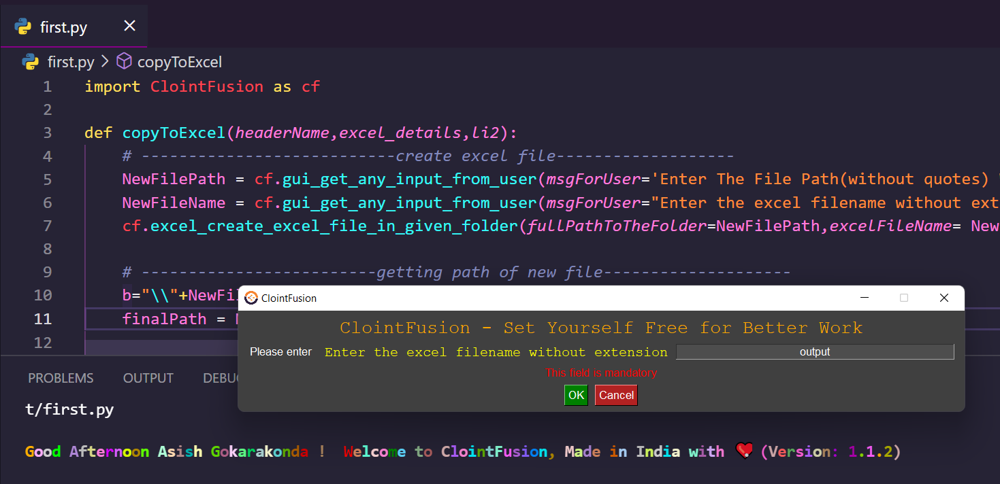 first.py
first.py > copyToExcel
1 import ClointFusion as cf
2
3 def copyToExcel(headerName,excel_details,li2):
4 # ---------------------------create excel file-------------------
5 NewFilePath = cf.gui_get_any_input_from_user(msgForUser='Enter The File Path(without quotes)
6 NewFileName = cf.gui_get_any_input_from_user(msgForUser="Enter the excel filename without ext
7 cf.excel_create_excel_file_in_given_folder(fullPathToTheFolder=NewFilePath,excelFileName= New
8
9 # -------------------------getting path of new file--------------------
10 b="\\"+NewFil
11 finalPath =
12
ClointFusion
ClointFusion - Set Yourself Free for Better Work
Please enter Enter the excel filename without extension output
This field is mandatory
OK Cancel
PROBLEMS OUTPUT DEBU
t/first.py
Good Afternoon Asish Gokarakonda ! Welcome to ClointFusion, Made in India with ❤️ (Version: 1.1.2)